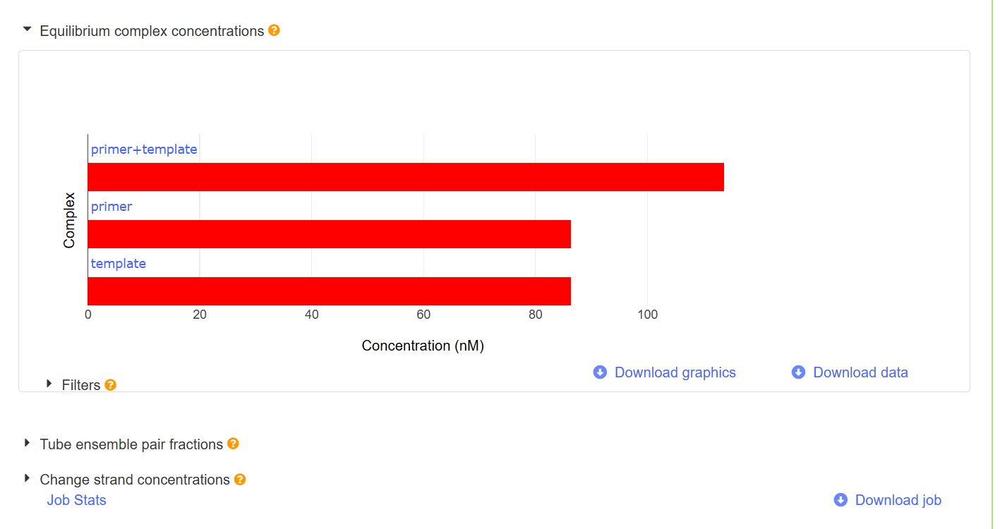 Equilibrium complex concentrations ?
primer+template
primer
template
Complex
0 20 40 60 80 100
Concentration (nM)
Download graphics Download data
Filters ?
Tube ensemble pair fractions ?
Change strand concentrations ?
Job Stats Download job